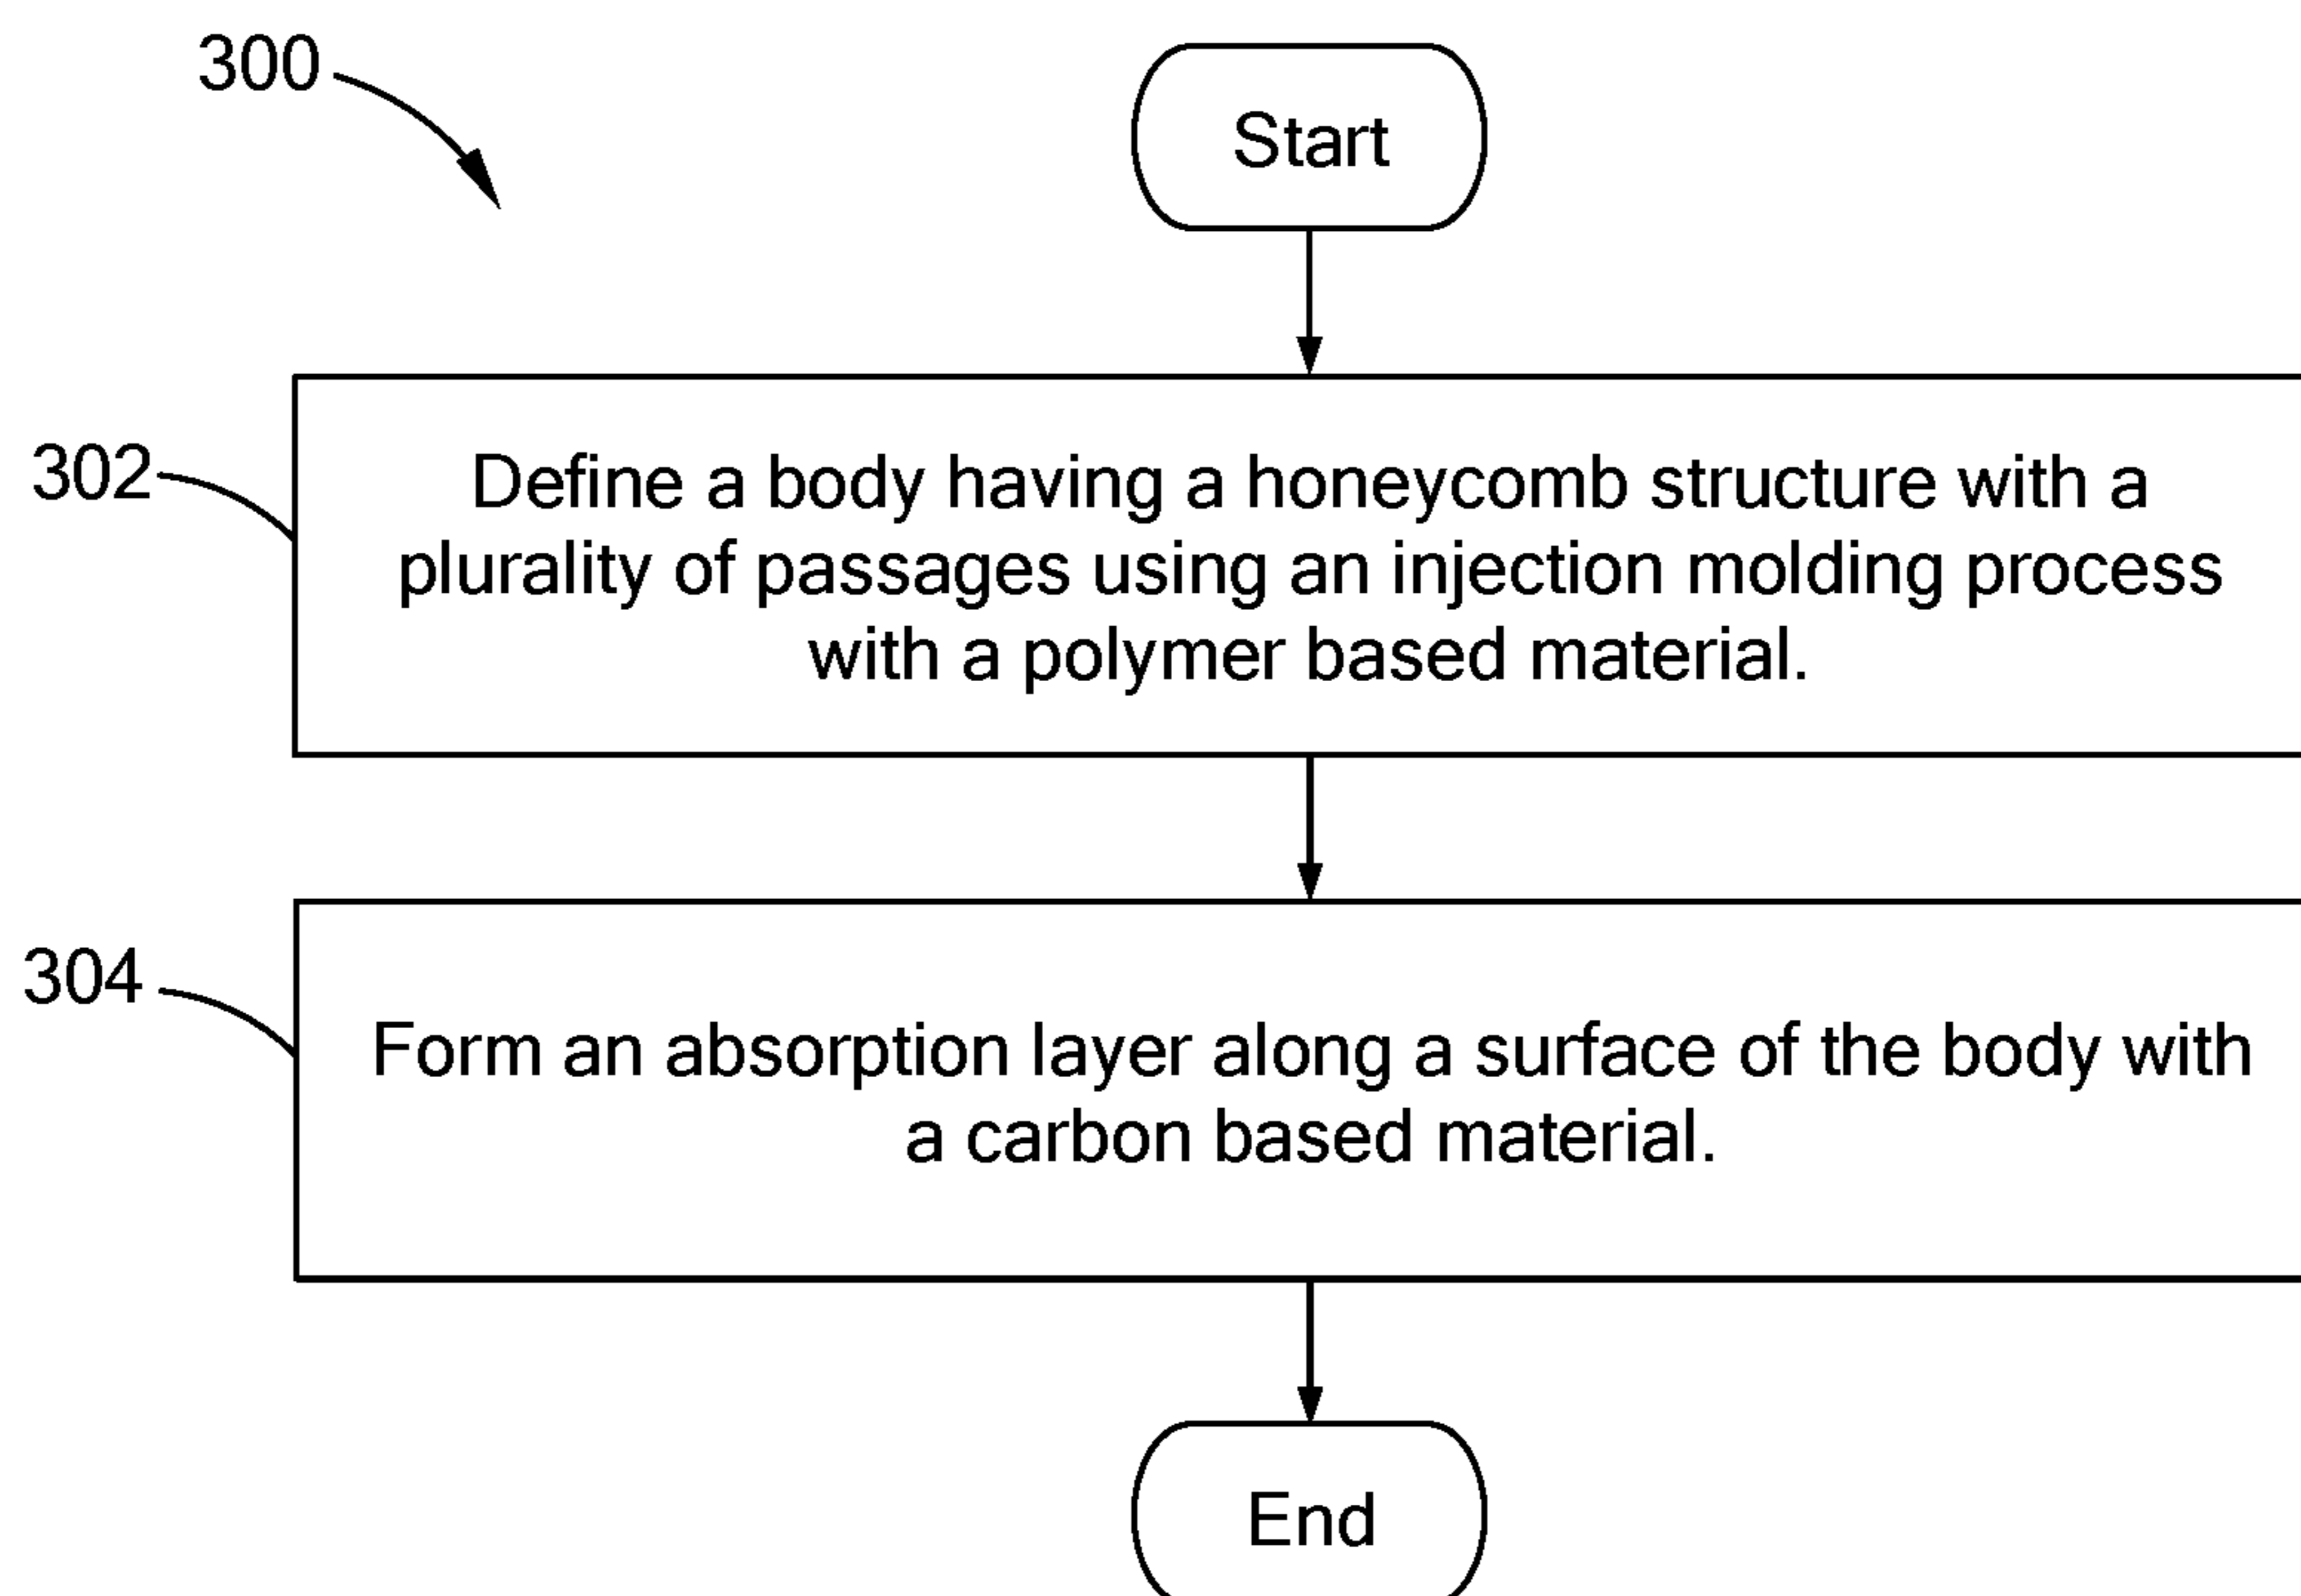 300
Start
302
Define a body having a honeycomb structure with a
plurality of passages using an injection molding process
with a polymer based material.
304
Form an absorption layer along a surface of the body with
a carbon based material.
End